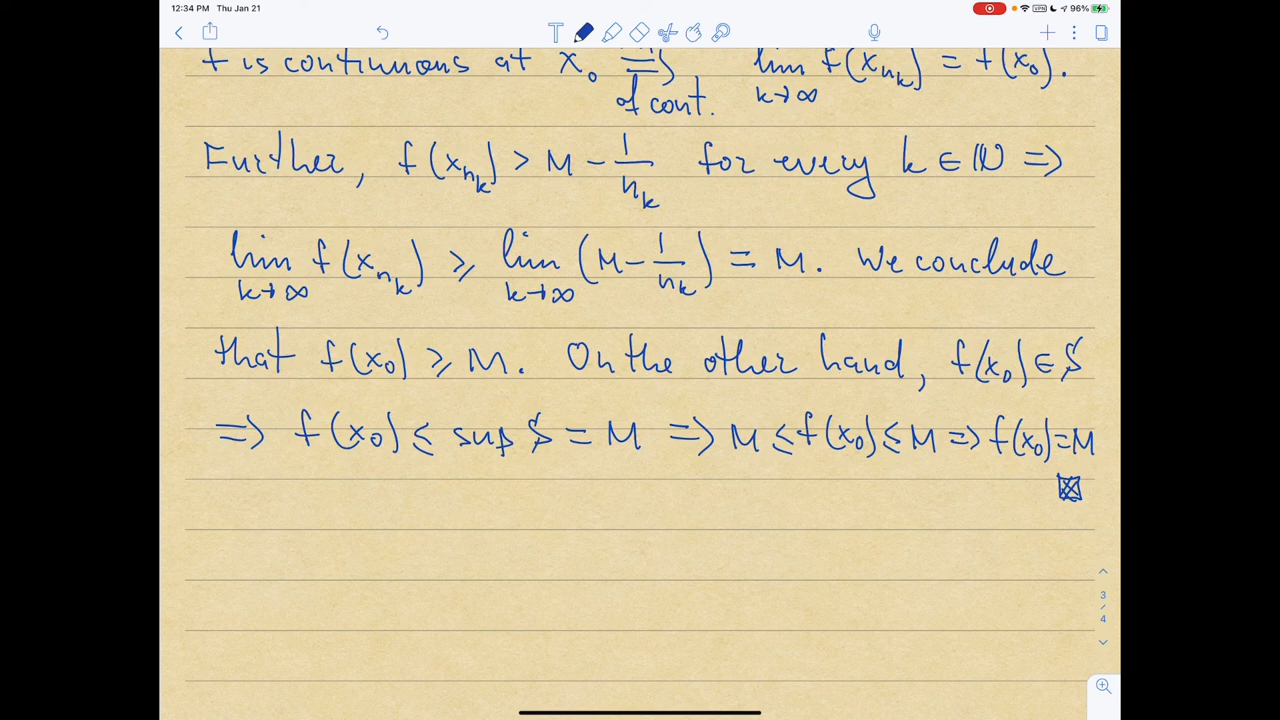 12:34 PM Thu Jan 21
VPN 96%
f is continuous at x₀ ⟹ lim f(x_{n_k}) = f(x₀).
of cont. k→∞
Further, f(x_{n_k}) > M − 1/n_k for every k ∈ ℕ ⟹
lim_{k→∞} f(x_{n_k}) ⩾ lim_{k→∞} (M − 1/n_k) = M. We conclude
that f(x₀) ⩾ M. On the other hand, f(x₀) ∈ S
⟹ f(x₀) ≤ sup S = M ⟹ M ≤ f(x₀) ≤ M ⟹ f(x₀) = M
3
/
4